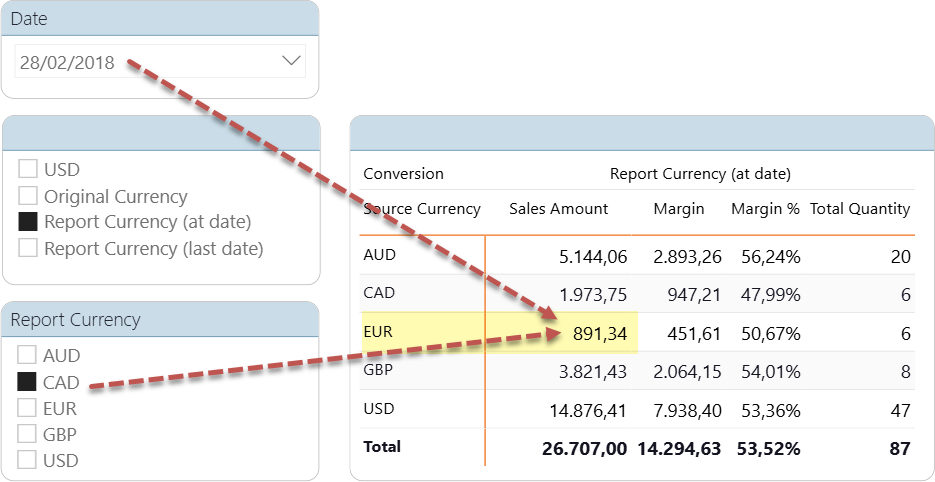 Date
28/02/2018
USD
Original Currency
Report Currency (at date)
Report Currency (last date)
Report Currency
AUD
CAD
EUR
GBP
USD
Conversion Report Currency (at date)
Source Currency Sales Amount Margin Margin % Total Quantity
AUD 5.144,06 2.893,26 56,24% 20
CAD 1.973,75 947,21 47,99% 6
EUR 891,34 451,61 50,67% 6
GBP 3.821,43 2.064,15 54,01% 8
USD 14.876,41 7.938,40 53,36% 47
Total 26.707,00 14.294,63 53,52% 87